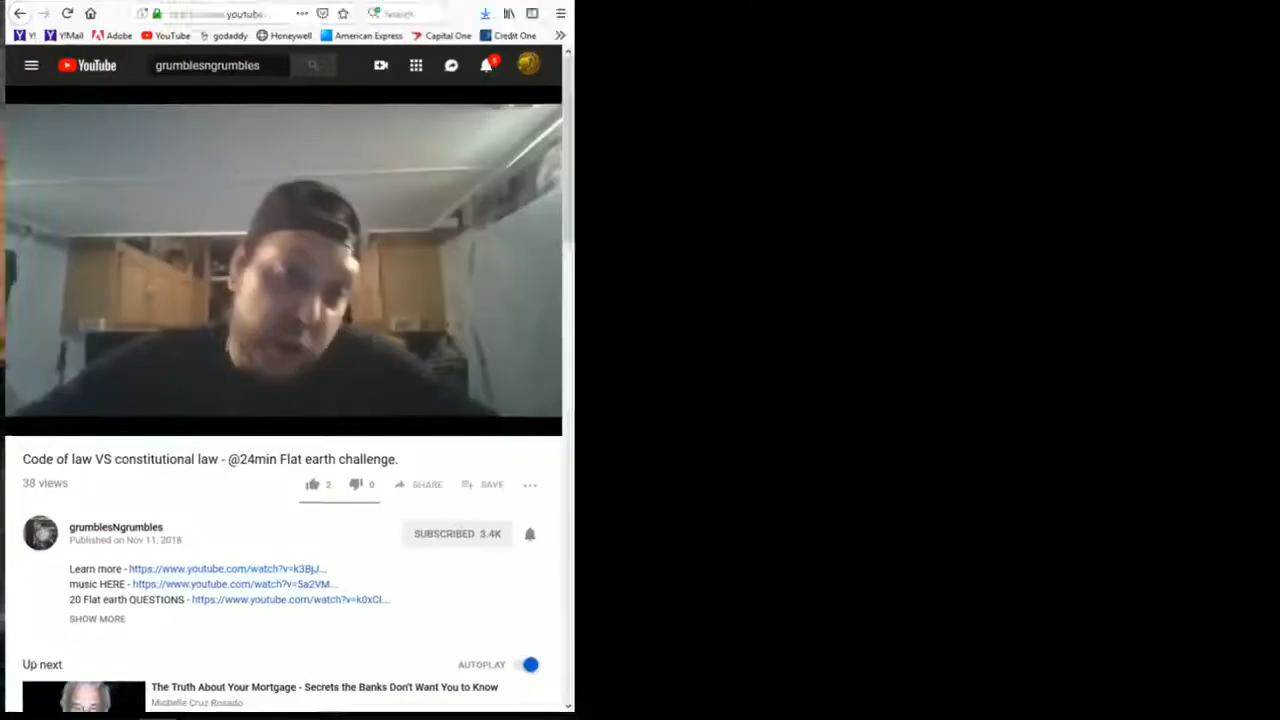 youtube.
Search
Y!
Y!Mail
Adobe
YouTube
godaddy
Honeywell
American Express
Capital One
Credit One
YouTube
grumblesngrumbles
Code of law VS constitutional law - @24min Flat earth challenge.
38 views
2
0
SHARE
SAVE
grumblesNgrumbles
Published on Nov 11, 2018
SUBSCRIBED 3.4K
Learn more - https://www.youtube.com/watch?v=k3BjJ...
music HERE - https://www.youtube.com/watch?v=5a2VM...
20 Flat earth QUESTIONS - https://www.youtube.com/watch?v=k0xCl...
SHOW MORE
Up next
AUTOPLAY
The Truth About Your Mortgage - Secrets the Banks Don't Want You to Know
Michelle Cruz Rosado